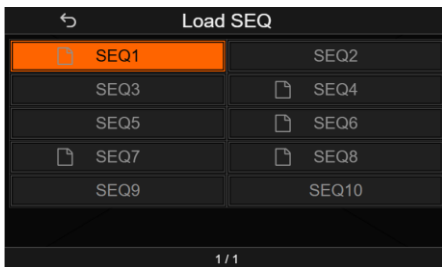 Load SEQ
SEQ1 SEQ2
SEQ3 SEQ4
SEQ5 SEQ6
SEQ7 SEQ8
SEQ9 SEQ10
1 / 1